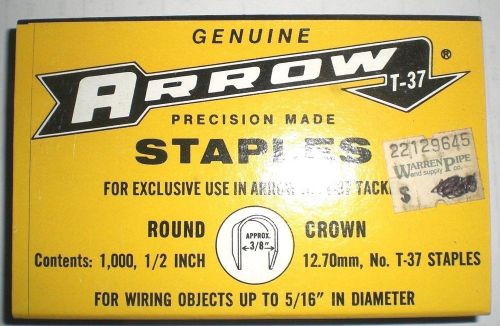 GENUINE
ARROW®
T-37
PRECISION MADE
STAPLES
22129645
WARREN PIPE
and supply co.
$
FOR EXCLUSIVE USE IN ARROW TACKE
ROUND
APPROX.
3/8"
CROWN
Contents: 1,000, 1/2 INCH
12.70mm, No. T-37 STAPLES
FOR WIRING OBJECTS UP TO 5/16" IN DIAMETER